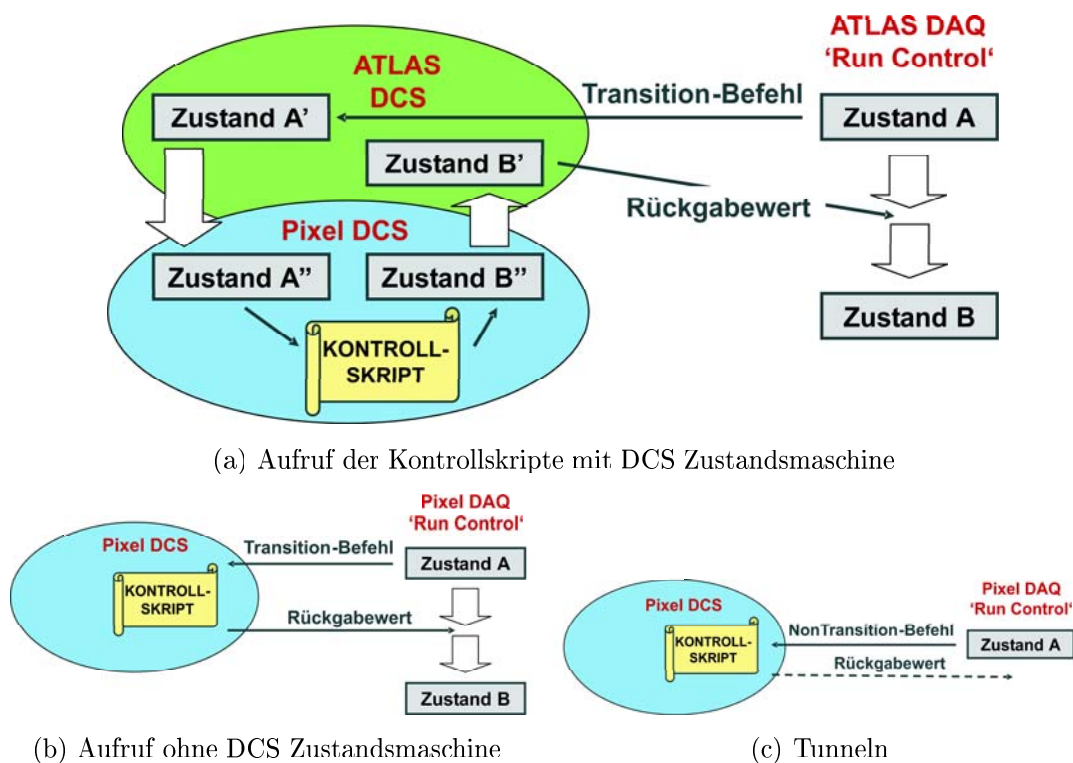 ATLAS DAQ
'Run Control'
ATLAS
DCS
Transition-Befehl
Zustand A'
Zustand A
Zustand B'
Rückgabewert
Pixel DCS
Zustand A''
Zustand B''
Zustand B
KONTROLL-
SKRIPT
(a) Aufruf der Kontrollskripte mit DCS Zustandsmaschine
Pixel DAQ
'Run Control'
Pixel DCS
Transition-Befehl
Zustand A
KONTROLL-
SKRIPT
Rückgabewert
Zustand B
(b) Aufruf ohne DCS Zustandsmaschine
Pixel DAQ
'Run Control'
Pixel DCS
NonTransition-Befehl
Zustand A
KONTROLL-
SKRIPT
Rückgabewert
(c) Tunneln